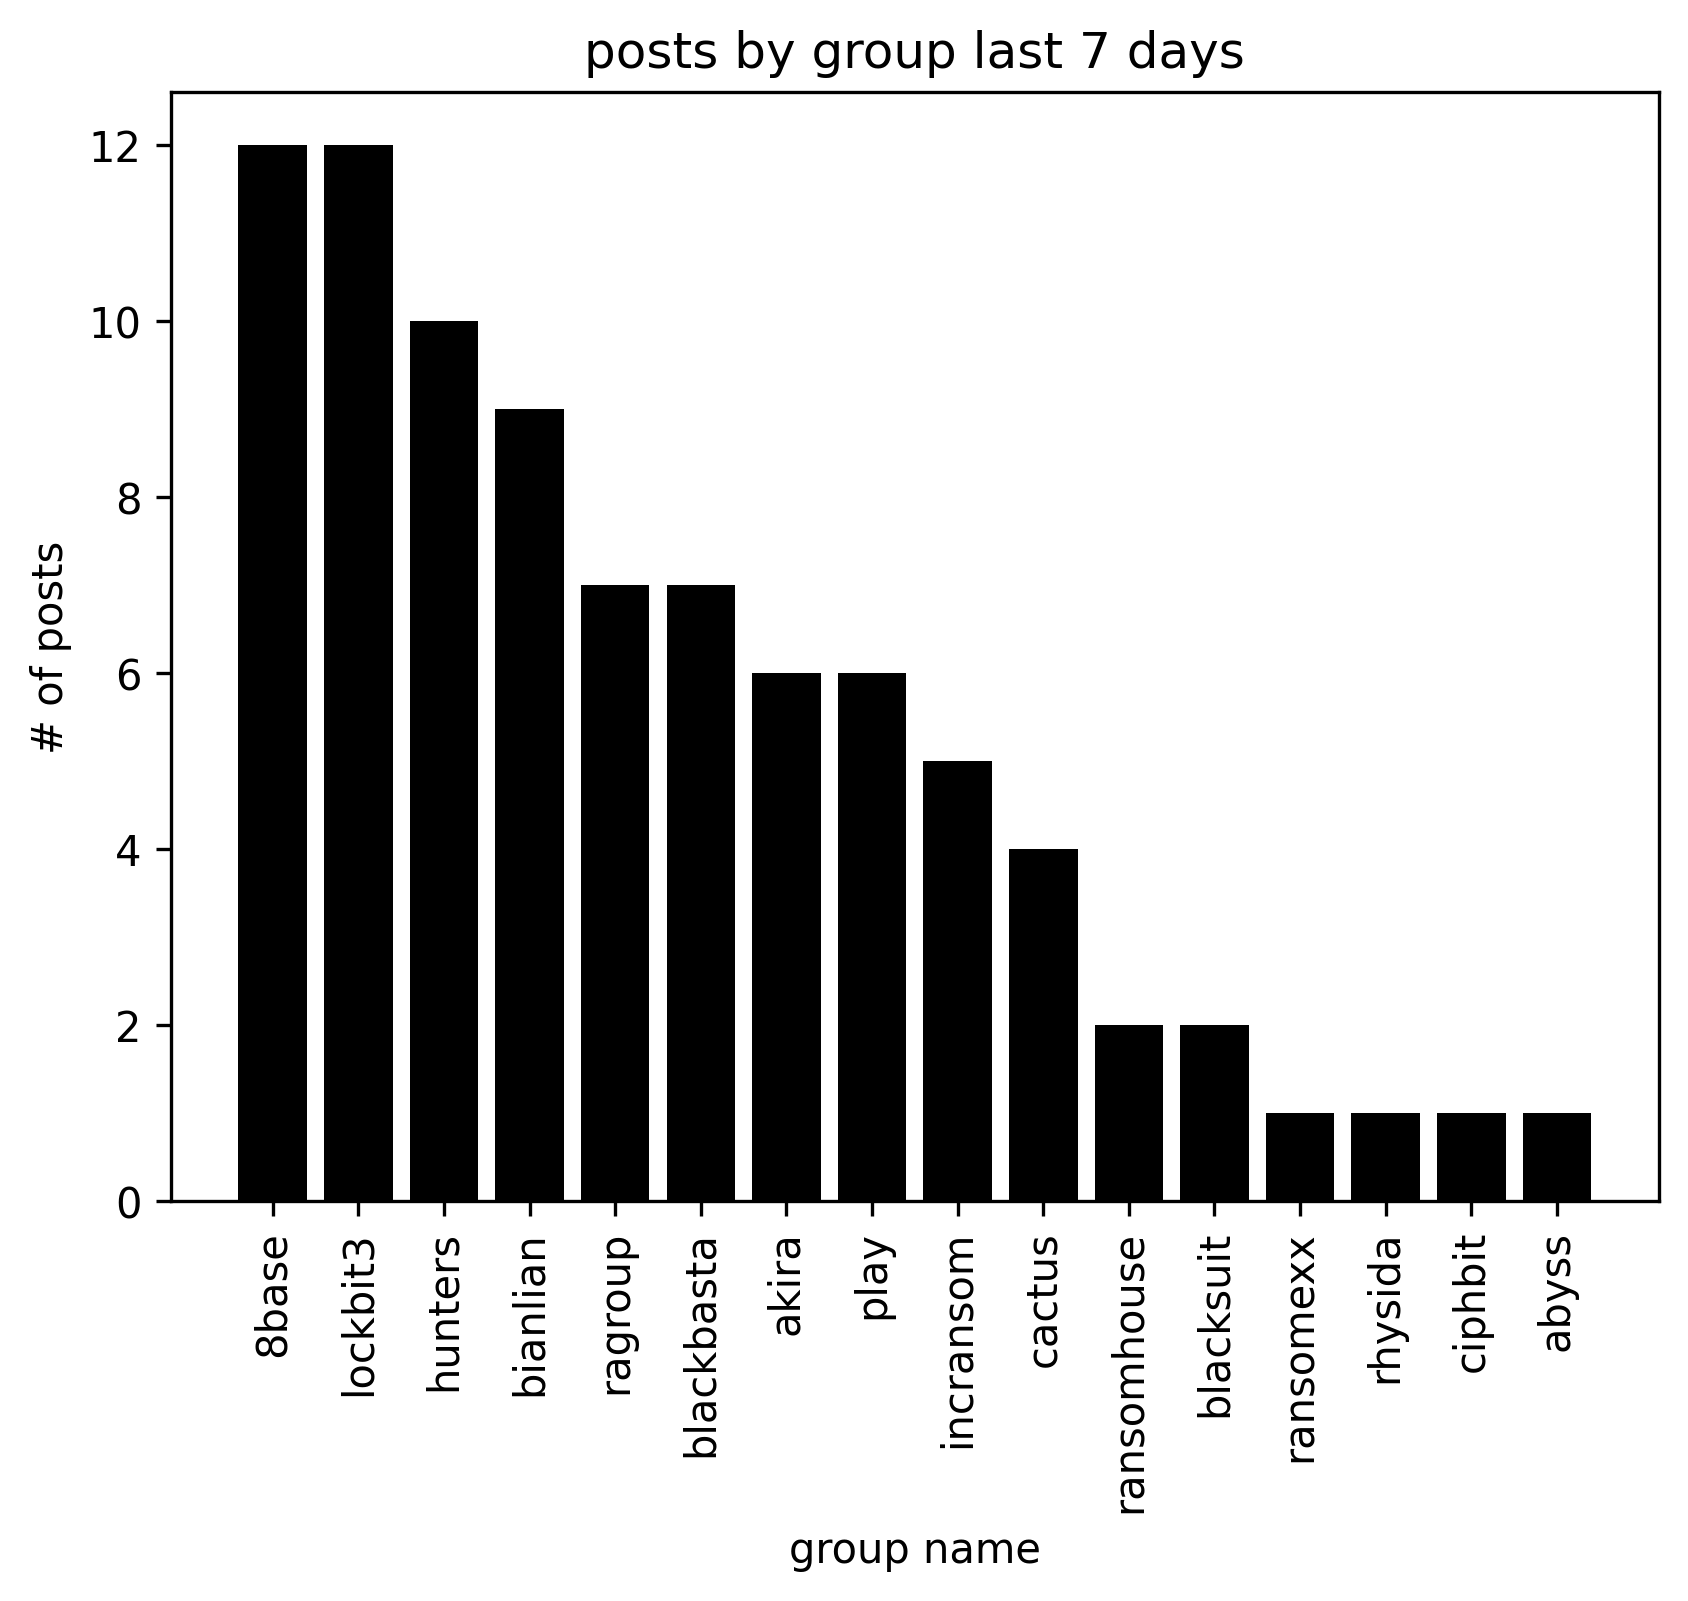 posts by group last 7 days
# of posts
12
10
8
6
4
2
0
8base
lockbit3
hunters
bianlian
ragroup
blackbasta
akira
play
incransom
cactus
ransomhouse
blacksuit
ransomexx
rhysida
ciphbit
abyss
group name